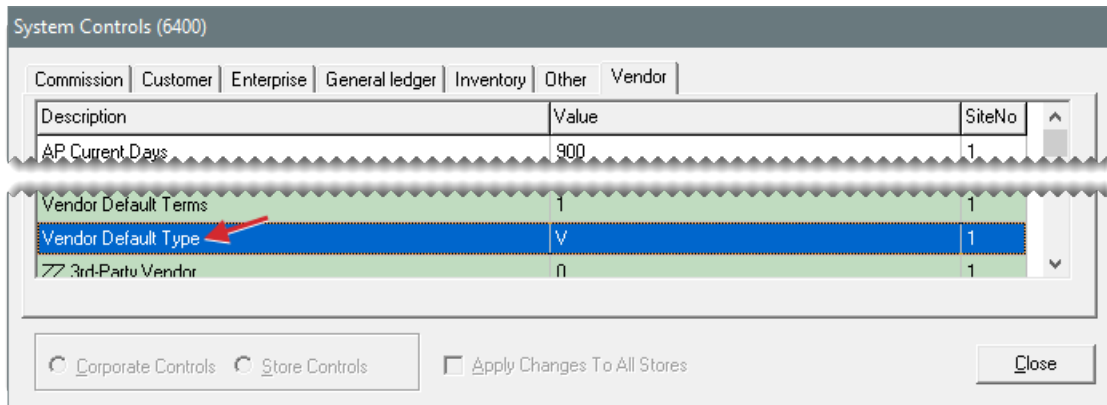 System Controls (6400)
Commission Customer Enterprise General ledger Inventory Other Vendor
Description Value SiteNo
AP Current Days 900 1
Vendor Default Terms 1 1
Vendor Default Type V 1
ZZ 3rd-Party Vendor 0 1
Corporate Controls Store Controls Apply Changes To All Stores Close